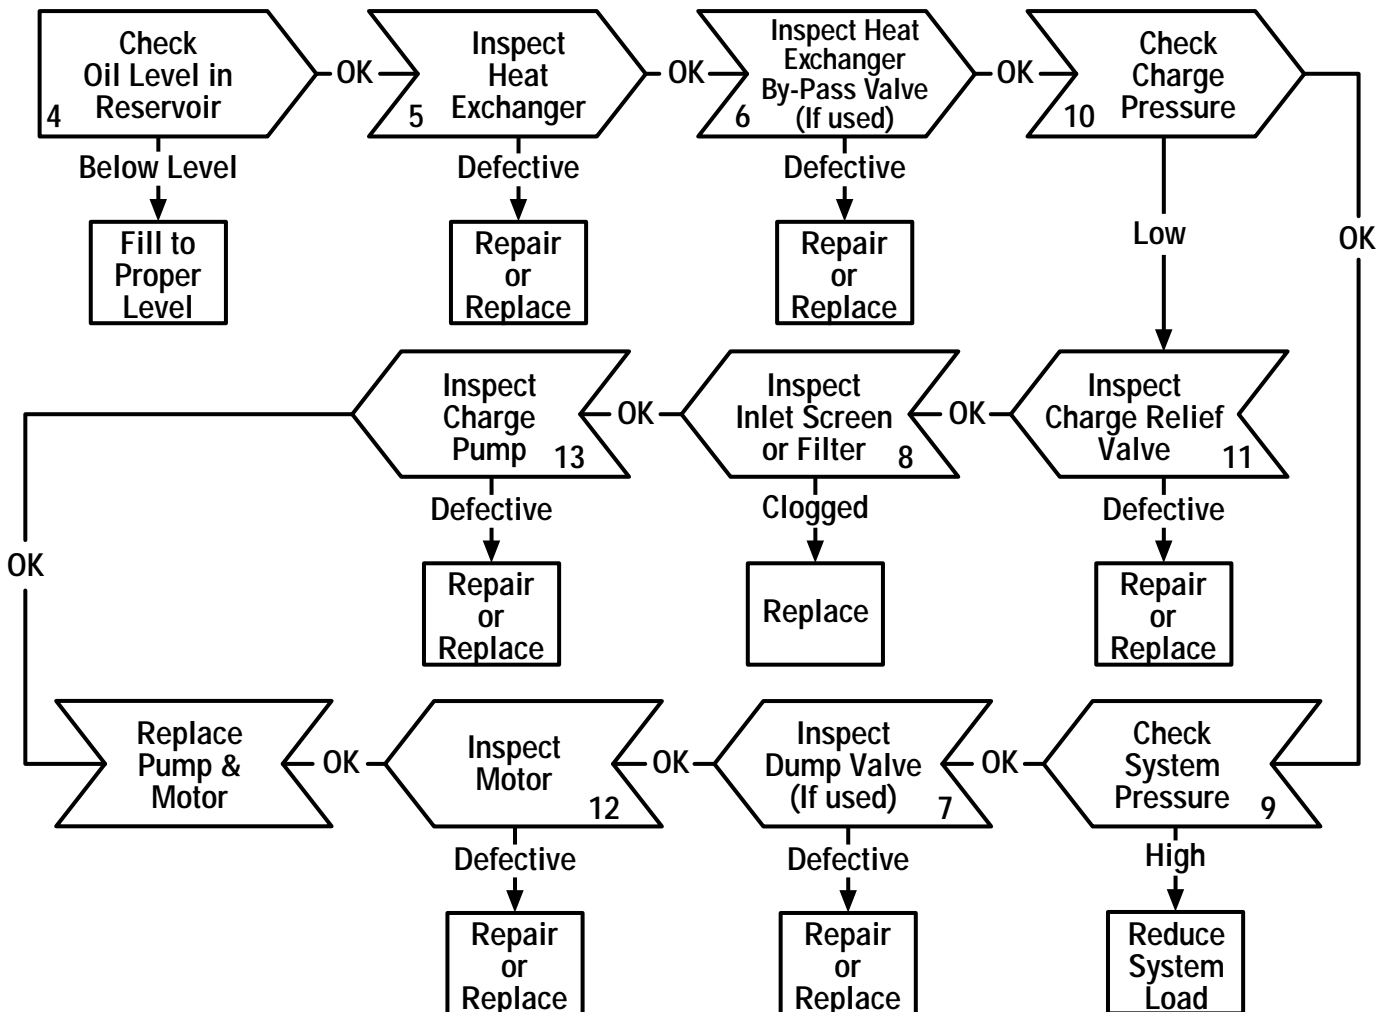 Check
Oil Level in
Reservoir
4
OK
Inspect
Heat
Exchanger
5
OK
Inspect Heat
Exchanger
By-Pass Valve
(If used)
6
OK
Check
Charge
Pressure
10
Below Level
Defective
Defective
Low
OK
Fill to
Proper
Level
Repair
or
Replace
Repair
or
Replace
Inspect
Charge
Pump
13
OK
Inspect
Inlet Screen
or Filter
8
OK
Inspect
Charge Relief
Valve
11
Defective
Clogged
Defective
OK
Repair
or
Replace
Replace
Repair
or
Replace
Replace
Pump &
Motor
OK
Inspect
Motor
12
OK
Inspect
Dump Valve
(If used)
7
OK
Check
System
Pressure
9
Defective
Defective
High
Repair
or
Replace
Repair
or
Replace
Reduce
System
Load